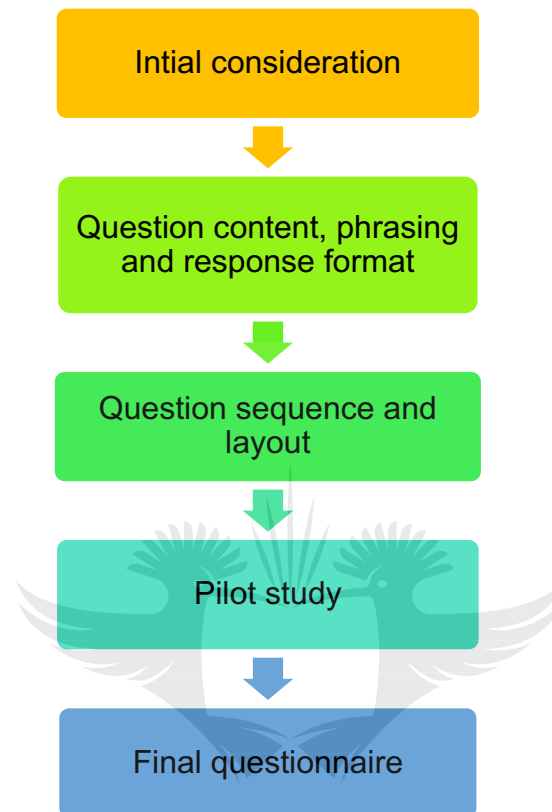 Intial consideration
Question content, phrasing
and response format
Question sequence and
layout
Pilot study
Final questionnaire